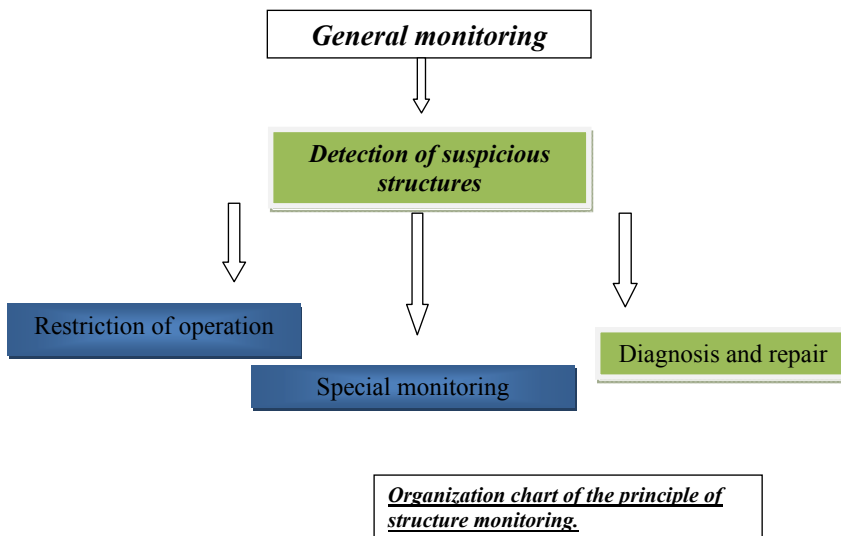 General monitoring
Detection of suspicious
structures
Restriction of operation
Special monitoring
Diagnosis and repair
Organization chart of the principle of
structure monitoring.